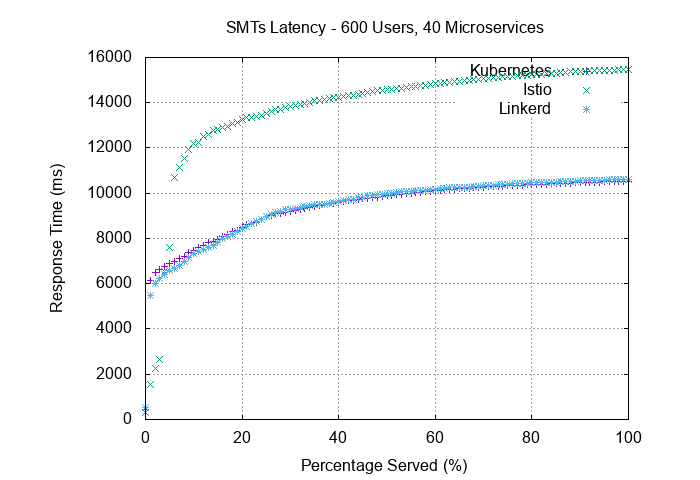 SMTs Latency - 600 Users, 40 Microservices
16000
14000
12000
10000
8000
6000
4000
2000
0
Response Time (ms)
Kubernetes
Istio
Linkerd
0 20 40 60 80 100
Percentage Served (%)